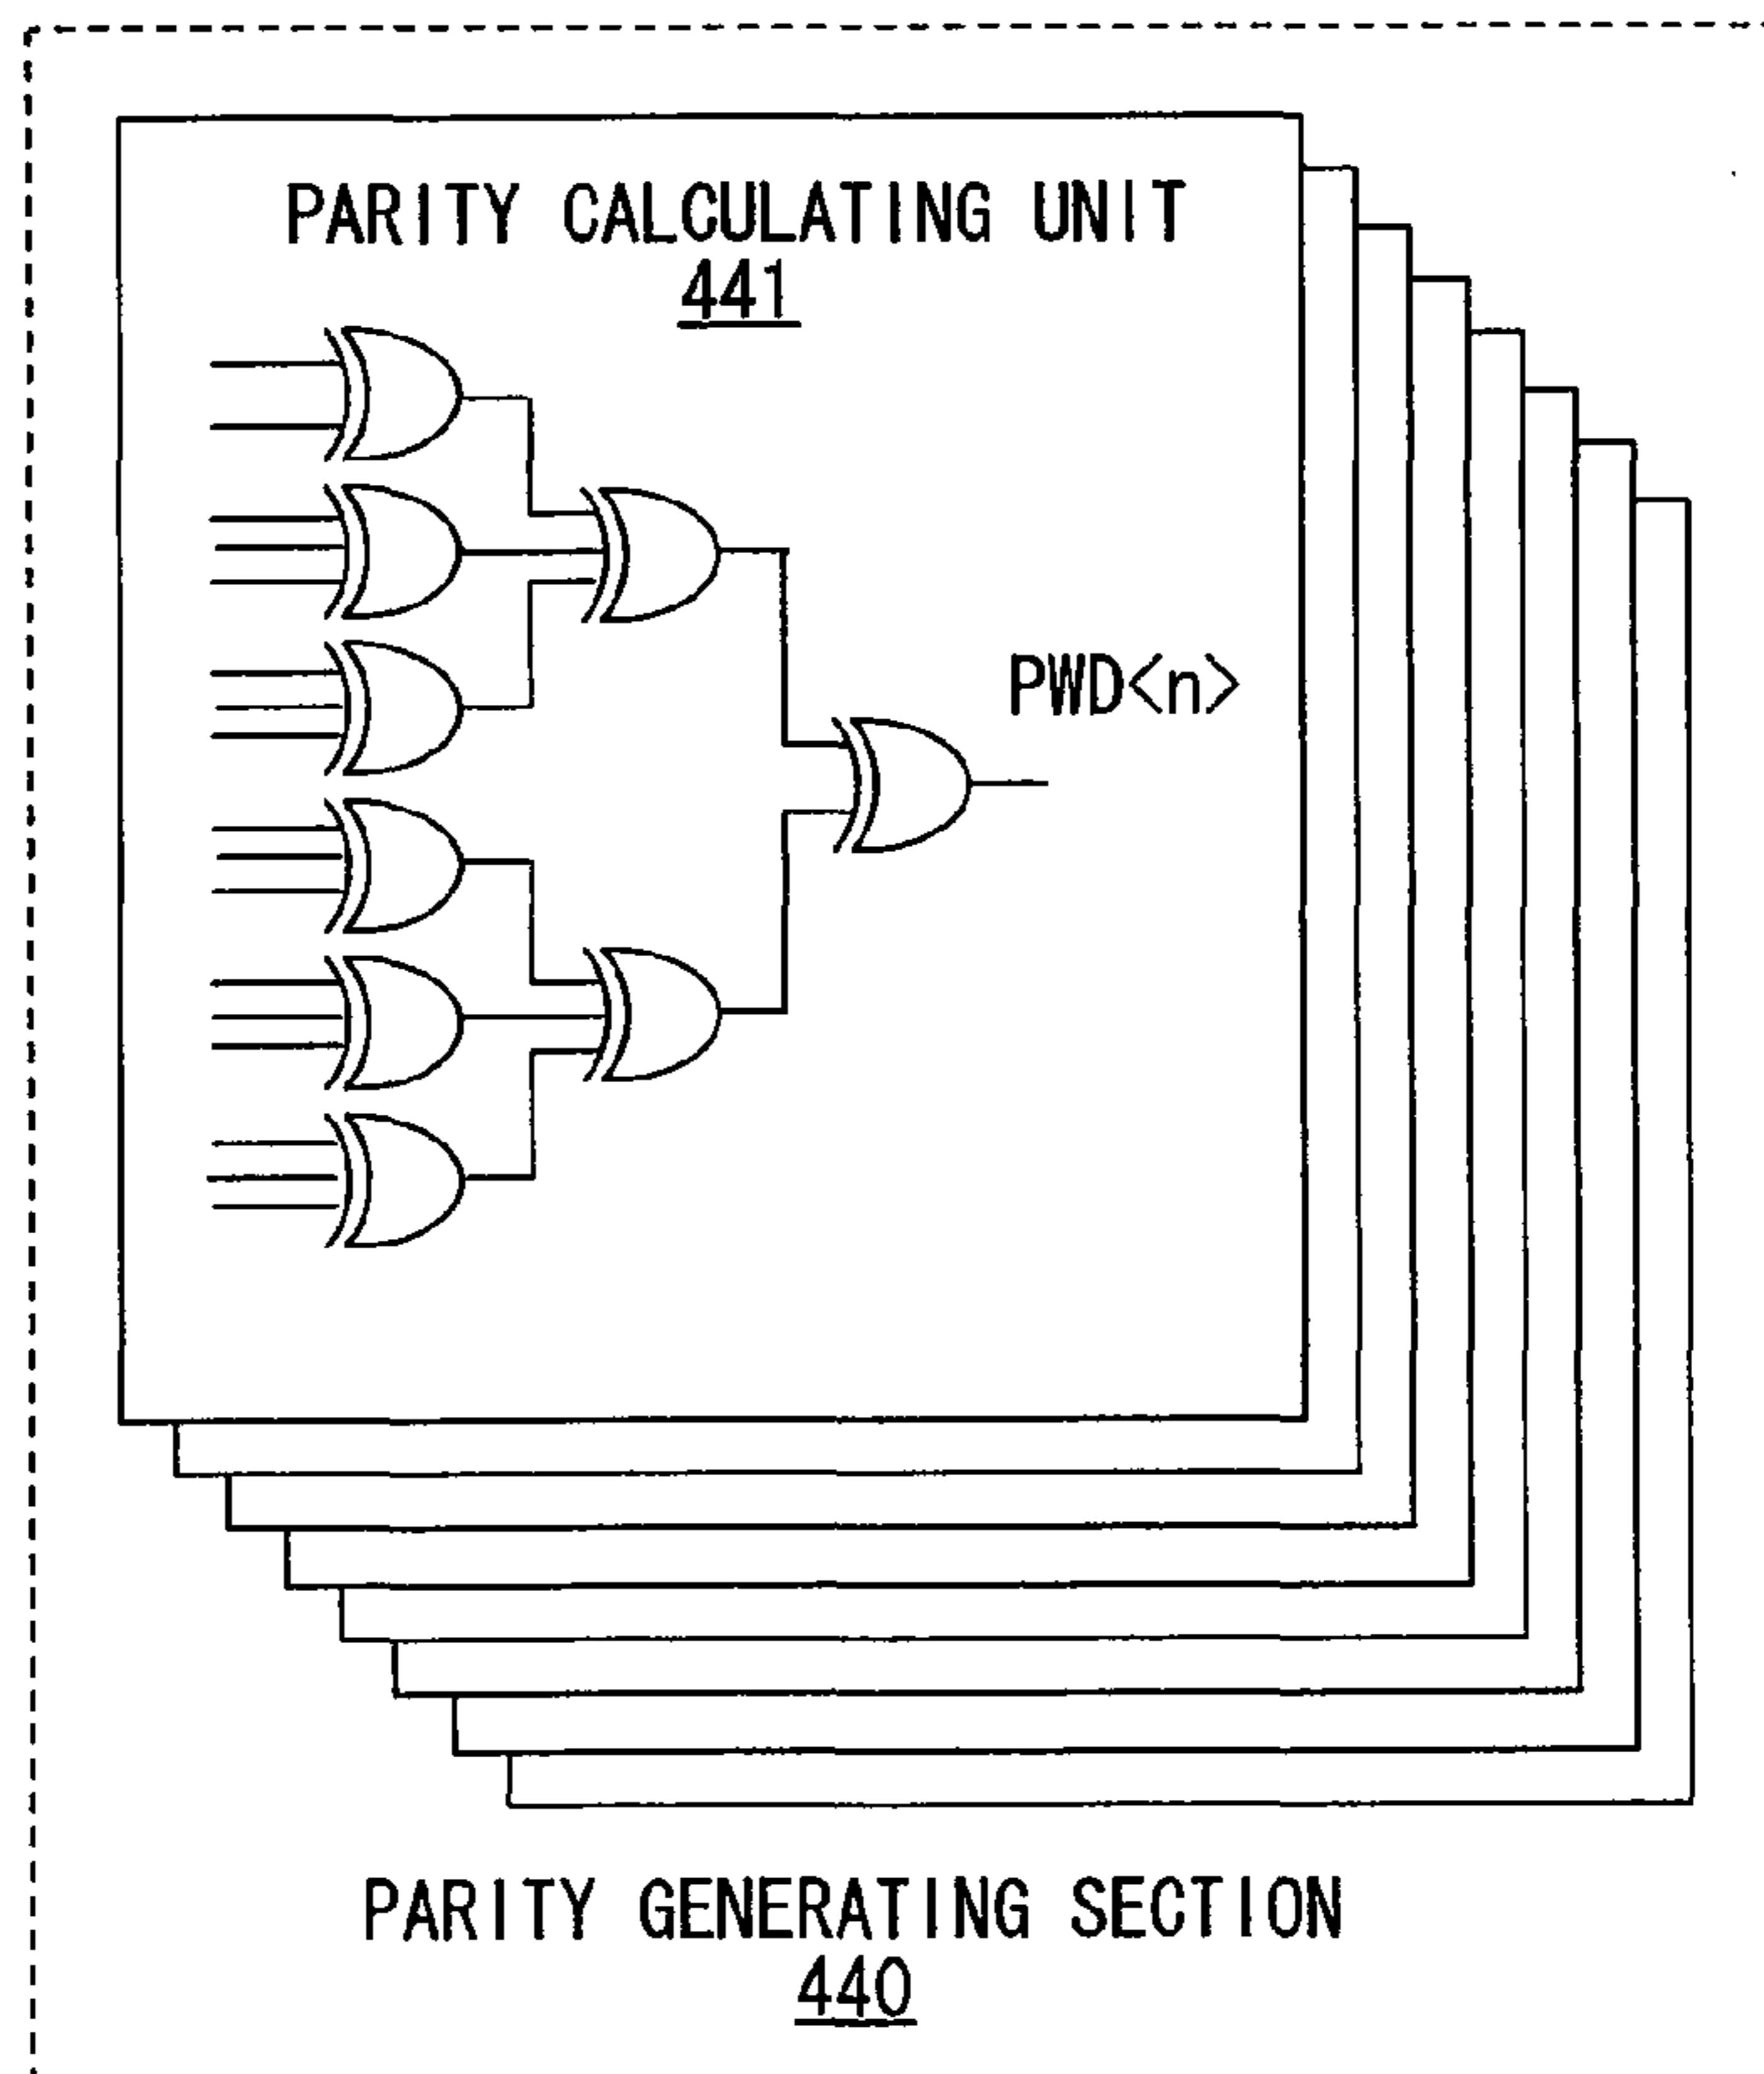 PARITY CALCULATING UNIT
441
PWD<n>
PARITY GENERATING SECTION
440